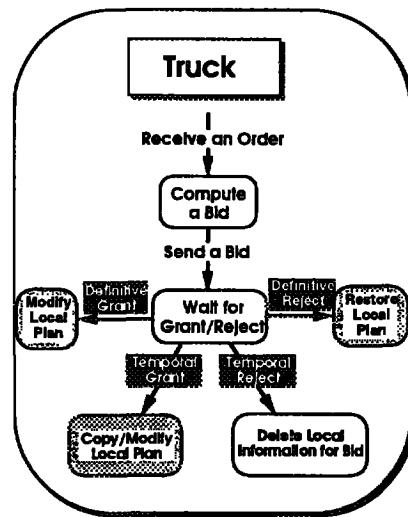 Truck
Receive an Order
Compute
a Bid
Send a Bid
Definitive
Grant
Definitive
Reject
Modify
Local
Plan
Wait for
Grant/Reject
Restore
Local
Plan
Temporal
Grant
Temporal
Reject
Copy/Modify
Local Plan
Delete Local
Information for Bid